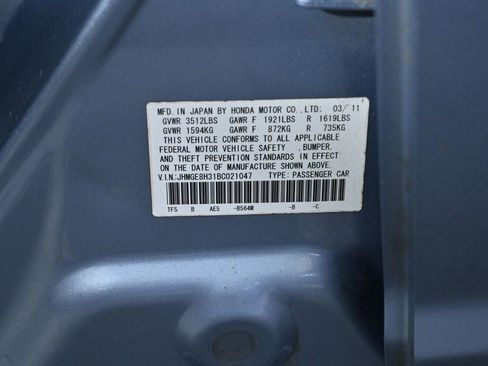 MFD. IN JAPAN BY HONDA MOTOR CO., LTD. 03/'11
GVWR 3512LBS GAWR F 1921LBS R 1619LBS
GVWR 1594KG GAWR F 872KG R 735KG
THIS VEHICLE CONFORMS TO ALL APPLICABLE
FEDERAL MOTOR VEHICLE SAFETY , BUMPER,
AND THEFT PREVENTION STANDARDS IN EFFECT
ON THE DATE OF MANUFACTURE SHOWN ABOVE.
V.I.N:JHMGE8H31BC021047 TYPE: PASSENGER CAR
TF5 B AE5 -B564M -B -C